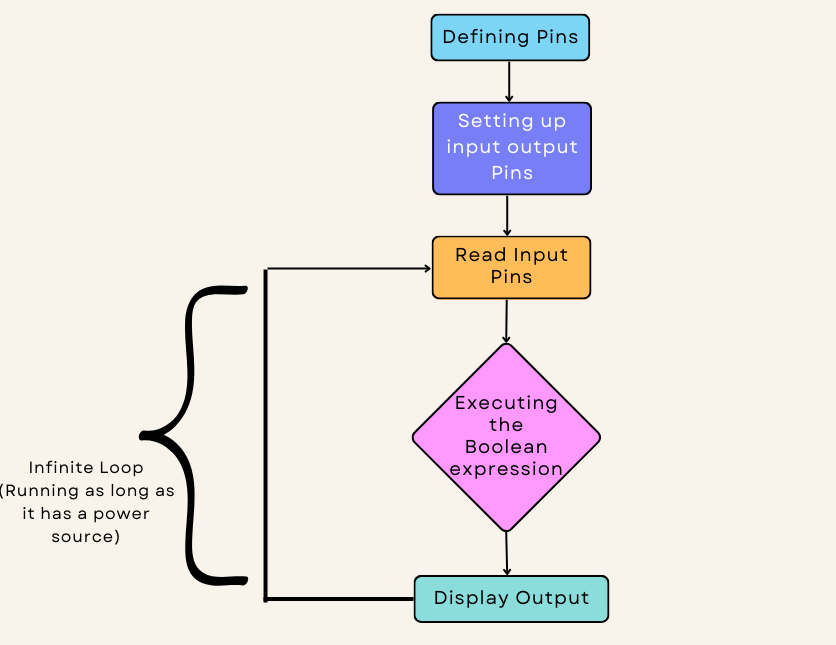 Defining Pins
Setting up
input output
Pins
Read Input
Pins
Executing
the
Boolean
expression
Infinite Loop
(Running as long as
it has a power
source)
Display Output